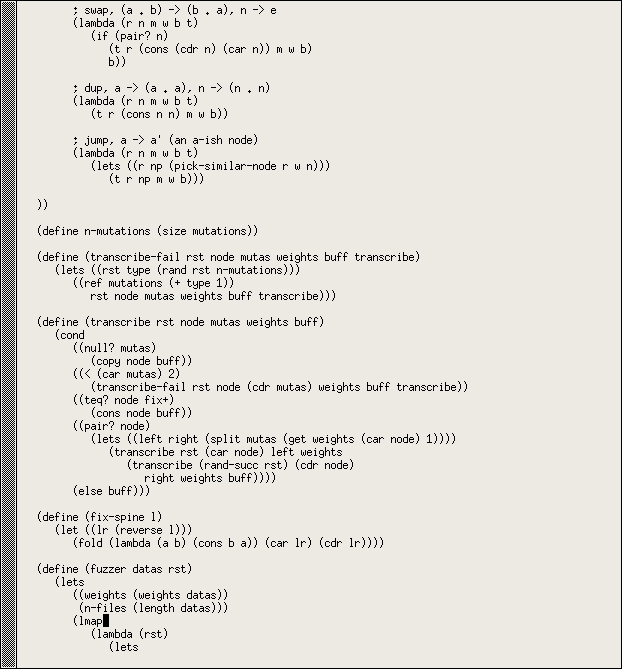 ; swap, (a . b) -> (b . a), n -> e
(lambda (r n m w b t)
(if (pair? n)
(t r (cons (cdr n) (car n)) m w b)
b))
; dup, a -> (a . a), n -> (n . n)
(lambda (r n m w b t)
(t r (cons n n) m w b))
; jump, a -> a' (an a-ish node)
(lambda (r n m w b t)
(lets ((r np (pick-similar-node r w n)))
(t r np m w b)))
))
(define n-mutations (size mutations))
(define (transcribe-fail rst node mutas weights buff transcribe)
(lets ((rst type (rand rst n-mutations)))
((ref mutations (+ type 1))
rst node mutas weights buff transcribe)))
(define (transcribe rst node mutas weights buff)
(cond
((null? mutas)
(copy node buff))
((< (car mutas) 2)
(transcribe-fail rst node (cdr mutas) weights buff transcribe))
((teq? node fix+)
(cons node buff))
((pair? node)
(lets ((left right (split mutas (get weights (car node) 1))))
(transcribe rst (car node) left weights
(transcribe (rand-succ rst) (cdr node)
right weights buff))))
(else buff)))
(define (fix-spine l)
(let ((lr (reverse l)))
(fold (lambda (a b) (cons b a)) (car lr) (cdr lr))))
(define (fuzzer datas rst)
(lets
((weights (weights datas))
(n-files (length datas)))
(lmap
(lambda (rst)
(lets